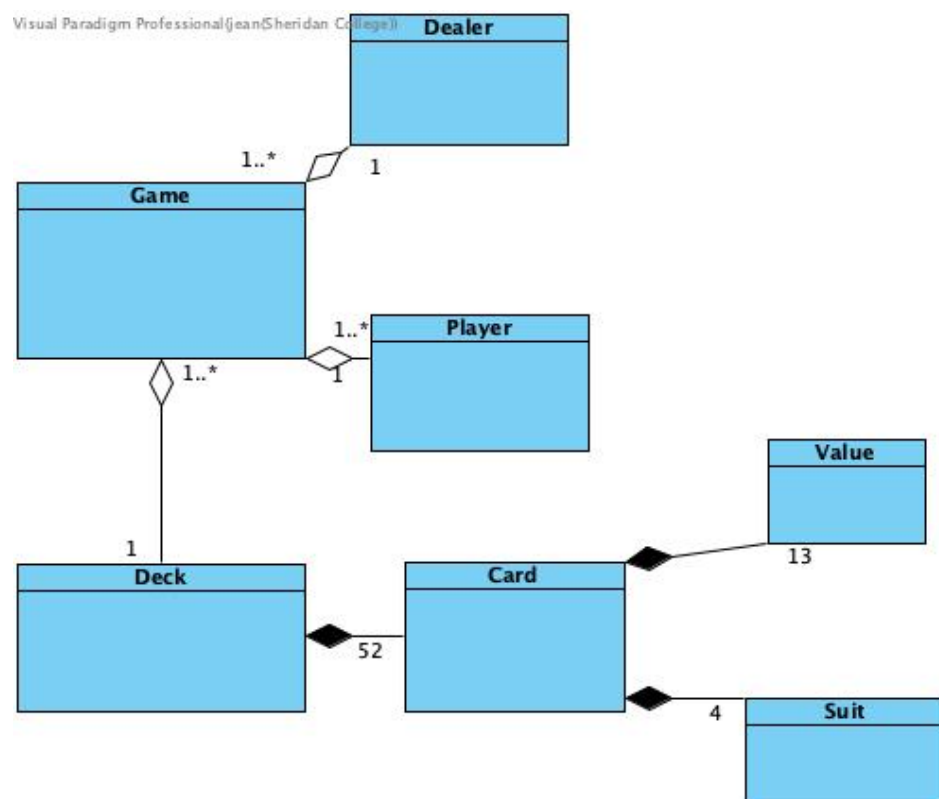 Visual Paradigm Professional(jean(Sheridan College))
Dealer
1..*
1
Game
1..*
Player
1
1..*
Value
1
13
Deck
Card
52
4
Suit